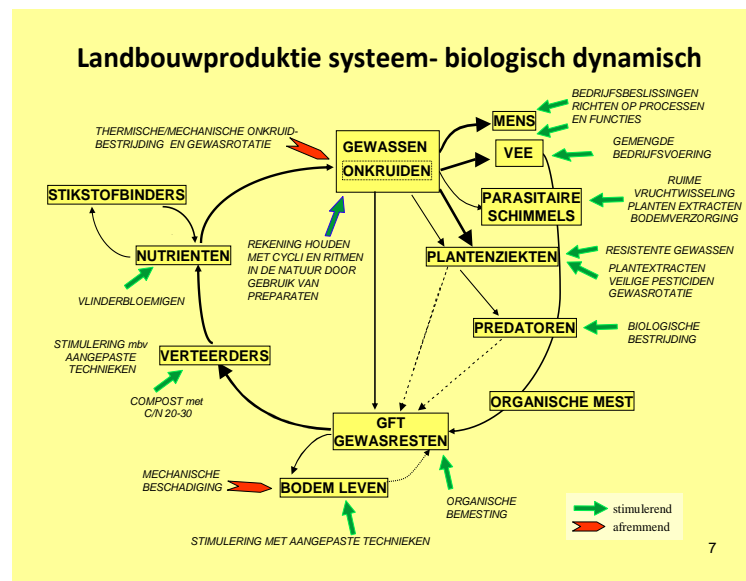 Landbouwproduktie systeem- biologisch dynamisch
BEDRIJFSBESLISSINGEN
RICHTEN OP PROCESSEN
EN FUNCTIES
MENS
THERMISCHE/MECHANISCHE ONKRUID-
BESTRIJDING EN GEWASROTATIE
GEWASSEN
ONKRUIDEN
VEE
GEMENGDE
BEDRIJFSVOERING
STIKSTOFBINDERS
PARASITAIRE
SCHIMMELS
RUIME
VRUCHTWISSELING
PLANTEN EXTRACTEN
BODEMVERZORGING
NUTRIENTEN
REKENING HOUDEN
MET CYCLI EN RITMEN
IN DE NATUUR DOOR
GEBRUIK VAN
PREPARATEN
PLANTENZIEKTEN
RESISTENTE GEWASSEN
PLANTEXTRACTEN
VEILIGE PESTICIDEN
GEWASROTATIE
VLINDERBLOEMIGEN
PREDATOREN
BIOLOGISCHE
BESTRIJDING
STIMULERING mbv
AANGEPASTE
TECHNIEKEN
VERTEERDERS
COMPOST met
C/N 20-30
ORGANISCHE MEST
GFT
GEWASRESTEN
MECHANISCHE
BESCHADIGING
BODEM LEVEN
ORGANISCHE
BEMESTING
STIMULERING MET AANGEPASTE TECHNIEKEN
stimulerend
afremmend
7